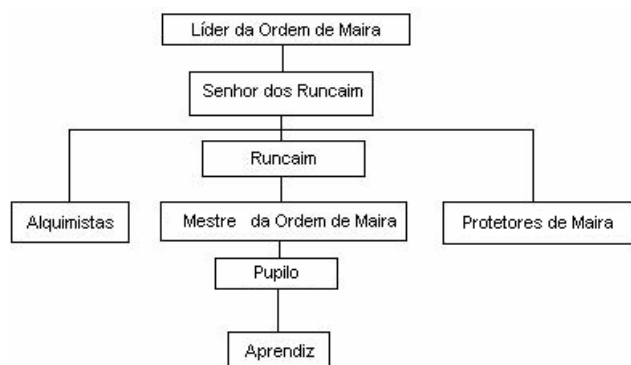 Líder da Ordem de Maira
Senhor dos Runcaim
Runcaim
Alquimistas
Mestre da Ordem de Maira
Protetores de Maira
Pupilo
Aprendiz